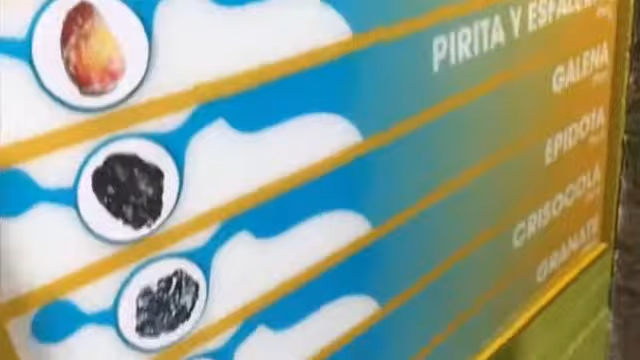 PIRITA Y ESFALERITA
GALENA
EPIDOTA
CRISOCOLA
GRANATE